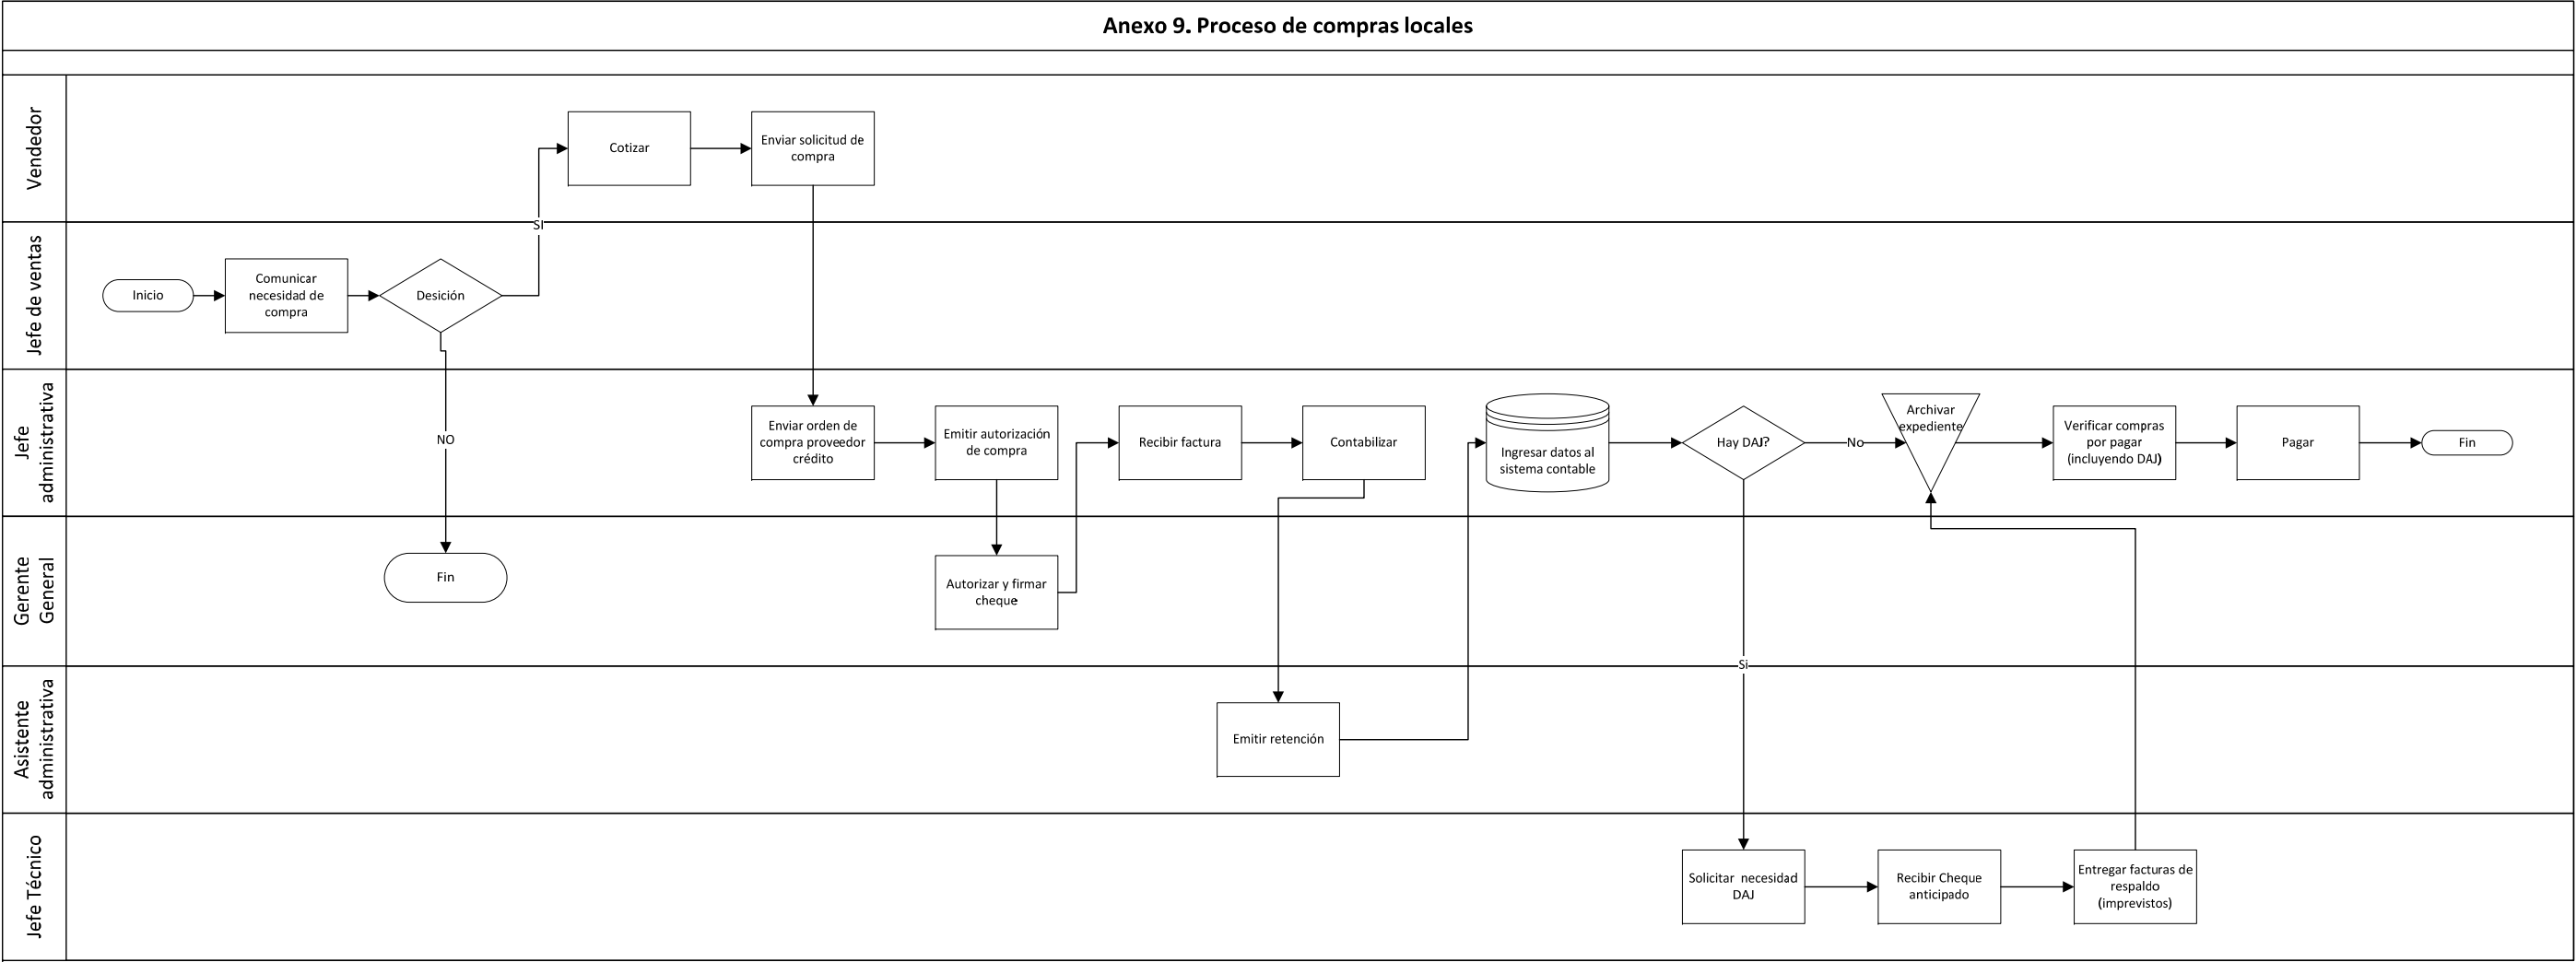 Anexo 9. Proceso de compras locales
Vendedor
Cotizar
Enviar solicitud de
compra
SI
Jefe de ventas
Inicio
Comunicar
necesidad de
compra
Desición
NO
Jefe
administrativa
Enviar orden de
compra proveedor
crédito
Emitir autorización
de compra
Recibir factura
Contabilizar
Ingresar datos al
sistema contable
Hay DAJ?
No
Archivar
expediente
Verificar compras
por pagar
(incluyendo DAJ)
Pagar
Fin
Gerente
General
Fin
Autorizar y firmar
cheque
Si
Asistente
administrativa
Emitir retención
Jefe Técnico
Solicitar necesidad
DAJ
Recibir Cheque
anticipado
Entregar facturas de
respaldo
(imprevistos)